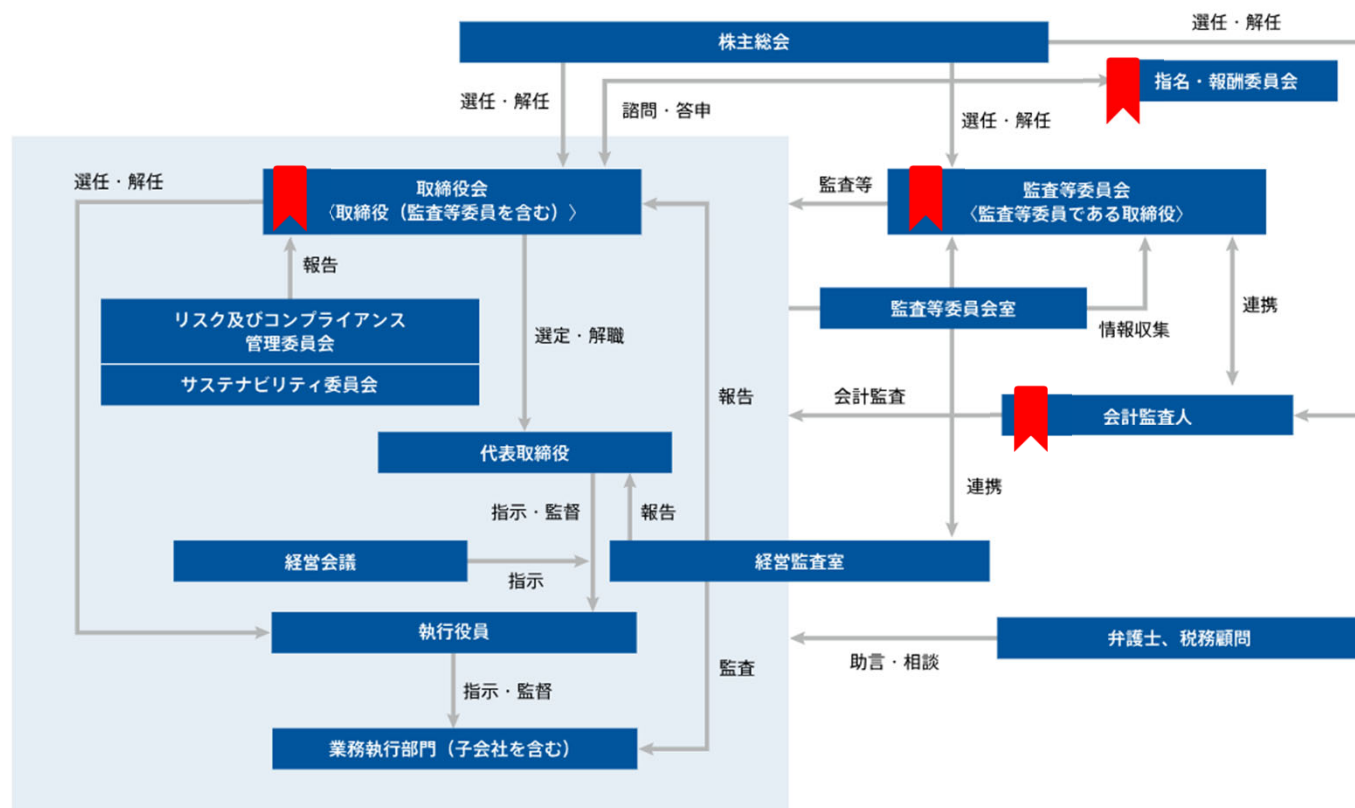 株主総会
選任・解任
指名・報酬委員会
選任・解任
諮問・答申
選任・解任
選任・解任
取締役会
〈取締役（監査等委員を含む）〉
監査等
監査等委員会
〈監査等委員である取締役〉
報告
リスク及びコンプライアンス
管理委員会
サステナビリティ委員会
選定・解職
監査等委員会室
情報収集
連携
報告
会計監査
会計監査人
代表取締役
指示・監督
報告
連携
経営会議
指示
経営監査室
執行役員
監査
助言・相談
弁護士、税務顧問
指示・監督
業務執行部門（子会社を含む）